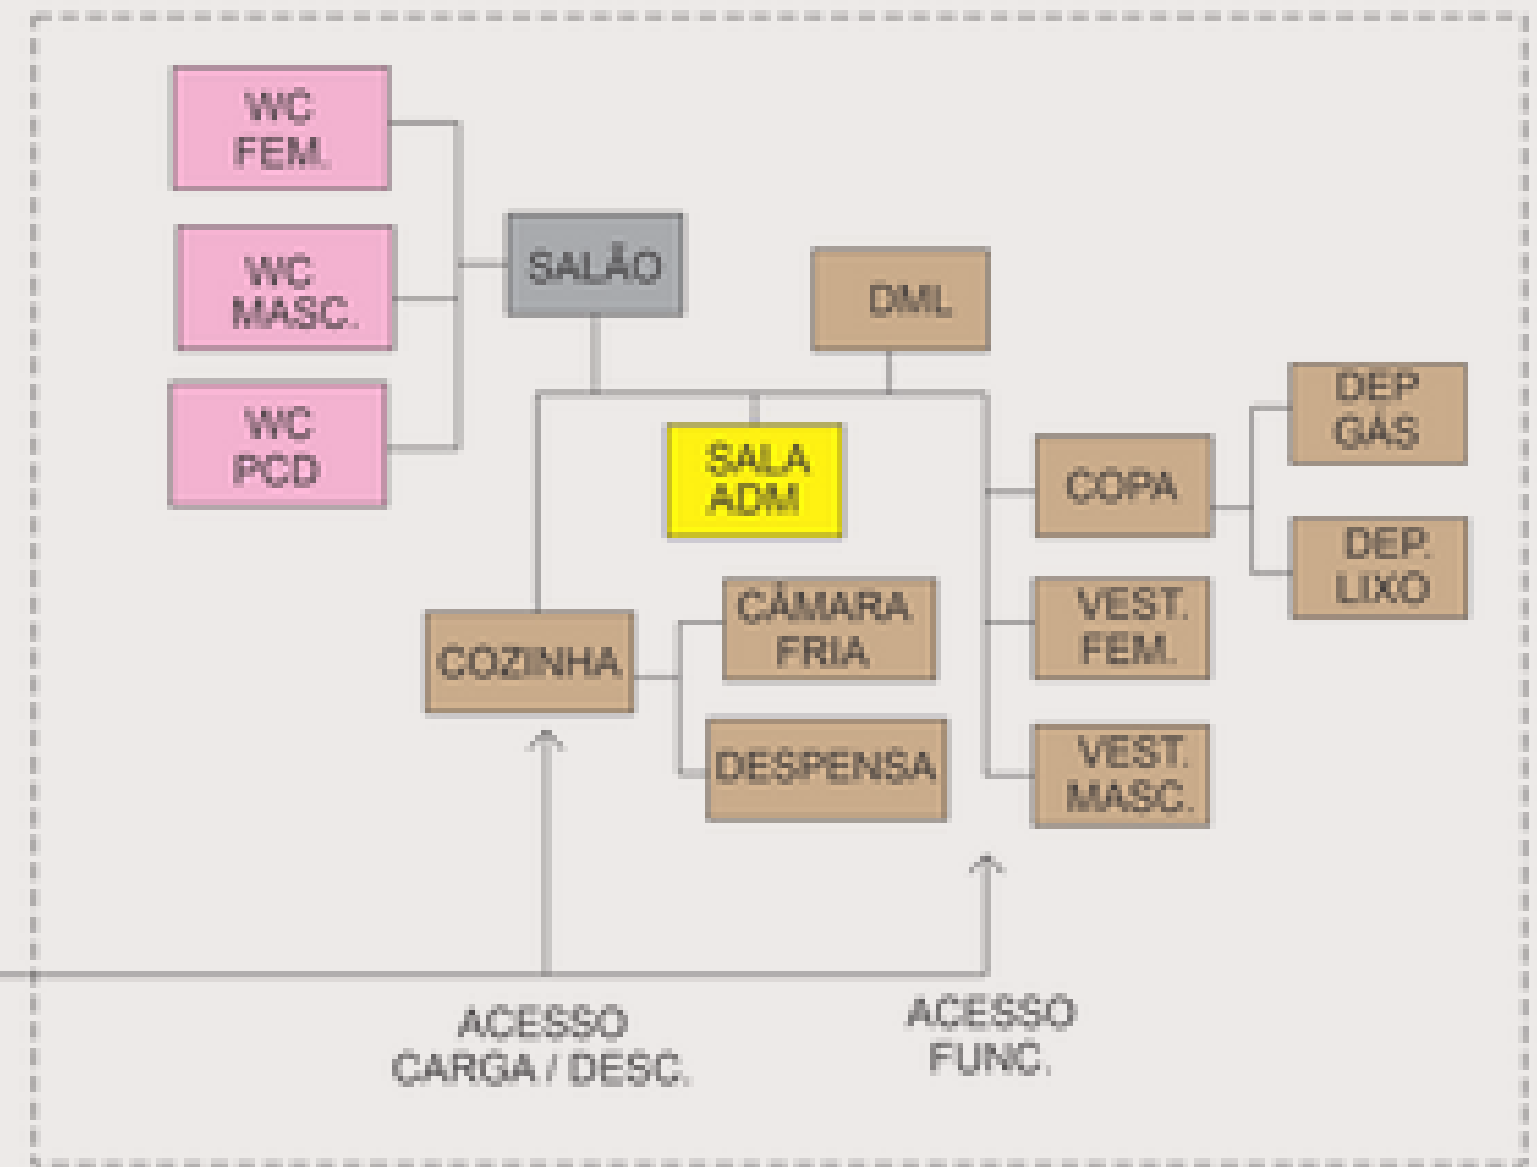 WC
FEM.
WC
MASC.
WC
PCD
SALÃO
DML
SALA
ADM
COPA
DEP
GÁS
DEP.
LIXO
COZINHA
CÂMARA
FRIA
DESPENSA
VEST.
FEM.
VEST.
MASC.
ACESSO
CARGA / DESC.
ACESSO
FUNC.